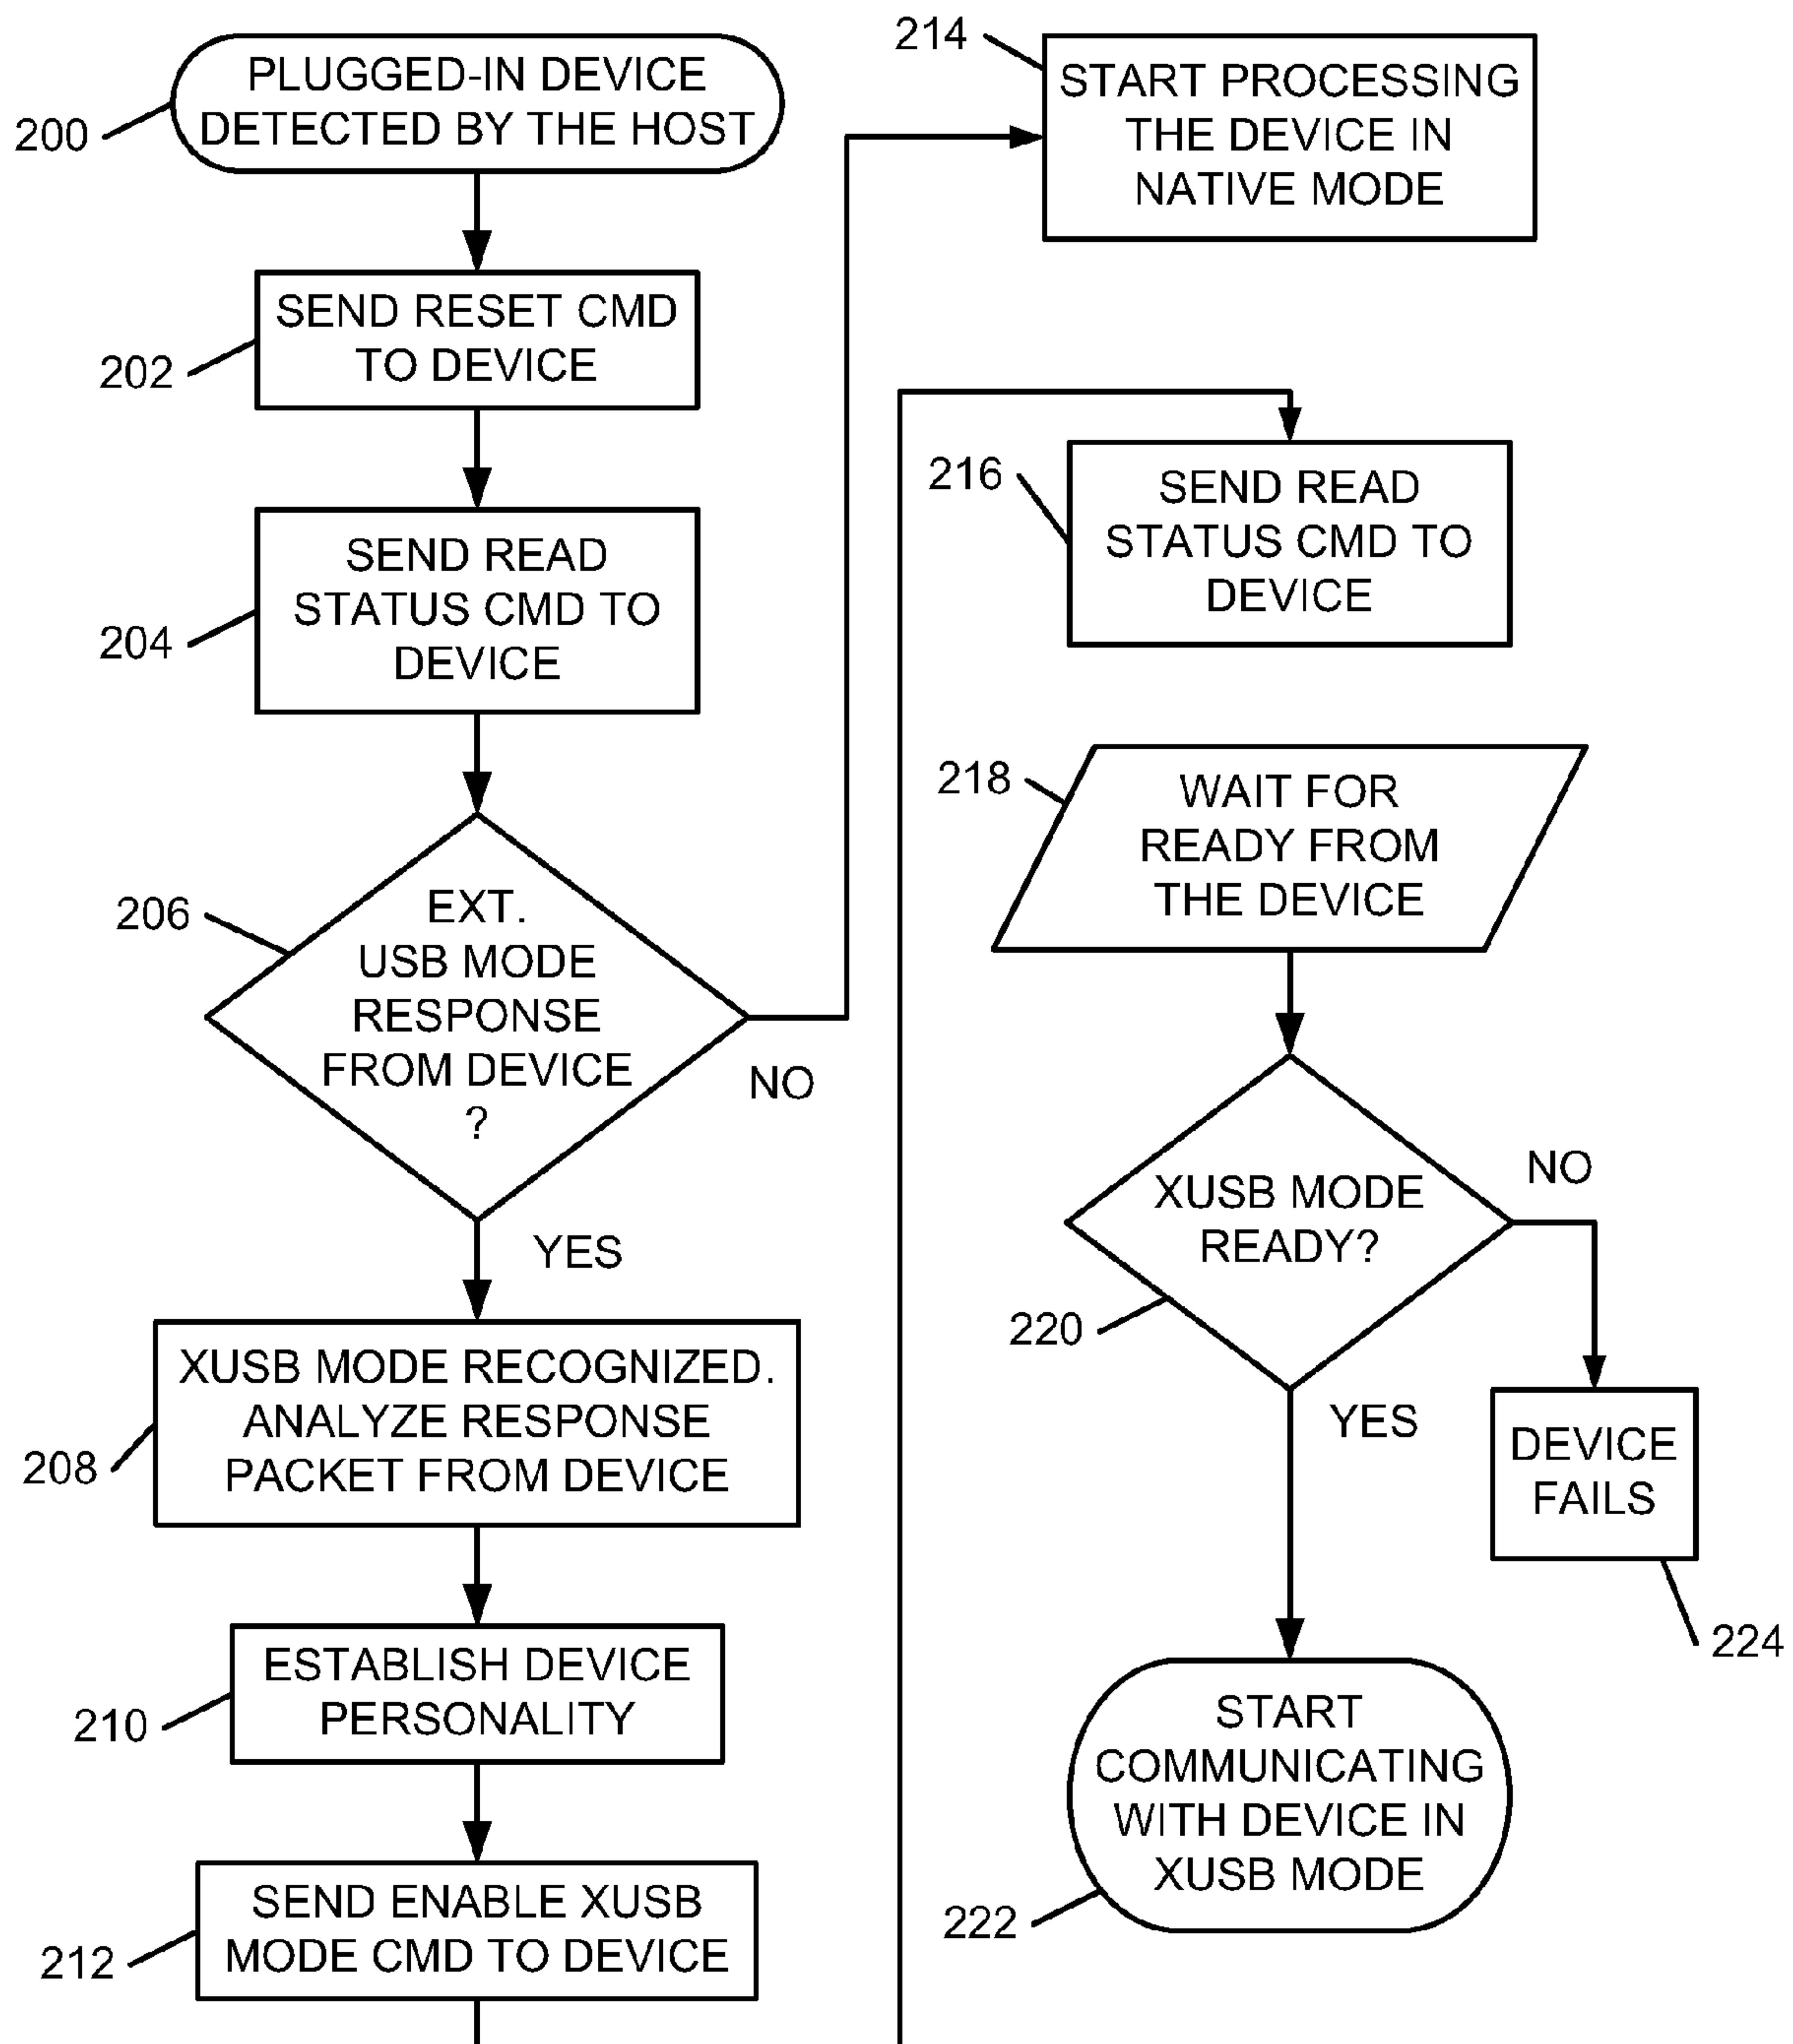 200
PLUGGED-IN DEVICE
DETECTED BY THE HOST
202
SEND RESET CMD
TO DEVICE
204
SEND READ
STATUS CMD TO
DEVICE
206
EXT.
USB MODE
RESPONSE
FROM DEVICE
?
NO
YES
208
XUSB MODE RECOGNIZED.
ANALYZE RESPONSE
PACKET FROM DEVICE
210
ESTABLISH DEVICE
PERSONALITY
212
SEND ENABLE XUSB
MODE CMD TO DEVICE
214
START PROCESSING
THE DEVICE IN
NATIVE MODE
216
SEND READ
STATUS CMD TO
DEVICE
218
WAIT FOR
READY FROM
THE DEVICE
220
XUSB MODE
READY?
NO
YES
DEVICE
FAILS
224
222
START
COMMUNICATING
WITH DEVICE IN
XUSB MODE